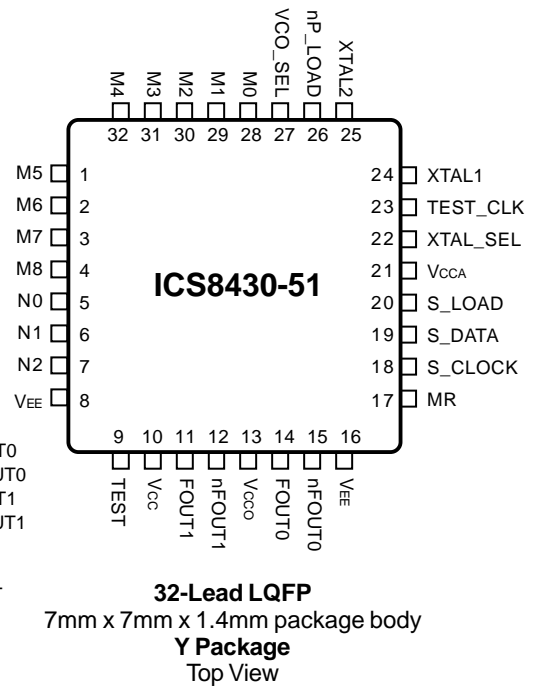 M4
M3
M2
M1
M0
VCO_SEL
nP_LOAD
XTAL2
32 31 30 29 28 27 26 25
M5 1
M6 2
M7 3
M8 4
N0 5
N1 6
N2 7
VEE 8
24 XTAL1
23 TEST_CLK
22 XTAL_SEL
21 VCCA
20 S_LOAD
19 S_DATA
18 S_CLOCK
17 MR
ICS8430-51
9 10 11 12 13 14 15 16
TEST
VCC
FOUT1
nFOUT1
VCCO
FOUT0
nFOUT0
VEE
T0
UT0
T1
UT1
32-Lead LQFP
7mm x 7mm x 1.4mm package body
Y Package
Top View